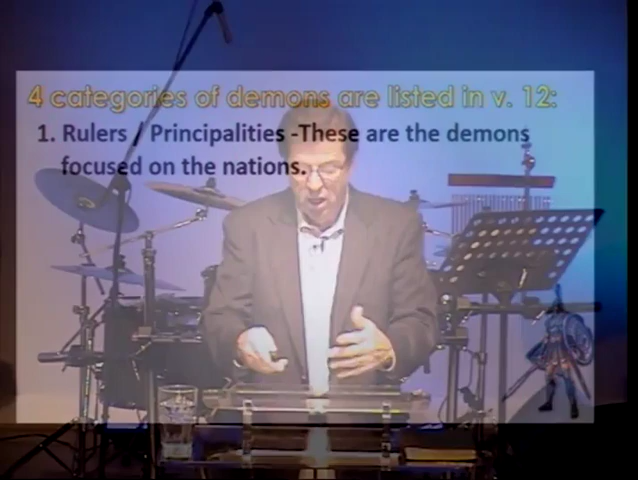 4 categories of demons are listed in v. 12:
1. Rulers / Principalities -These are the demons
focused on the nations.